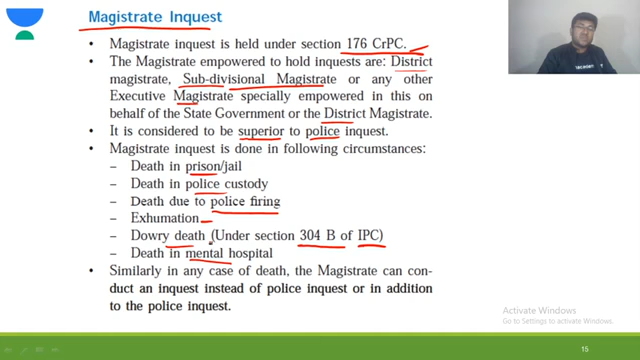 Magistrate Inquest
• Magistrate inquest is held under section 176 CrPC.
• The Magistrate empowered to hold inquests are: District
magistrate, Sub-divisional Magistrate or any other
Executive Magistrate specially empowered in this on
behalf of the State Government or the District Magistrate.
• It is considered to be superior to police inquest.
• Magistrate inquest is done in following circumstances:
– Death in prison/jail
– Death in police custody
– Death due to police firing
– Exhumation
– Dowry death (Under section 304 B of IPC)
– Death in mental hospital
• Similarly in any case of death, the Magistrate can con-
duct an inquest instead of police inquest or in addition
to the police inquest.
Activate Windows
Go to Settings to activate Windows.
15